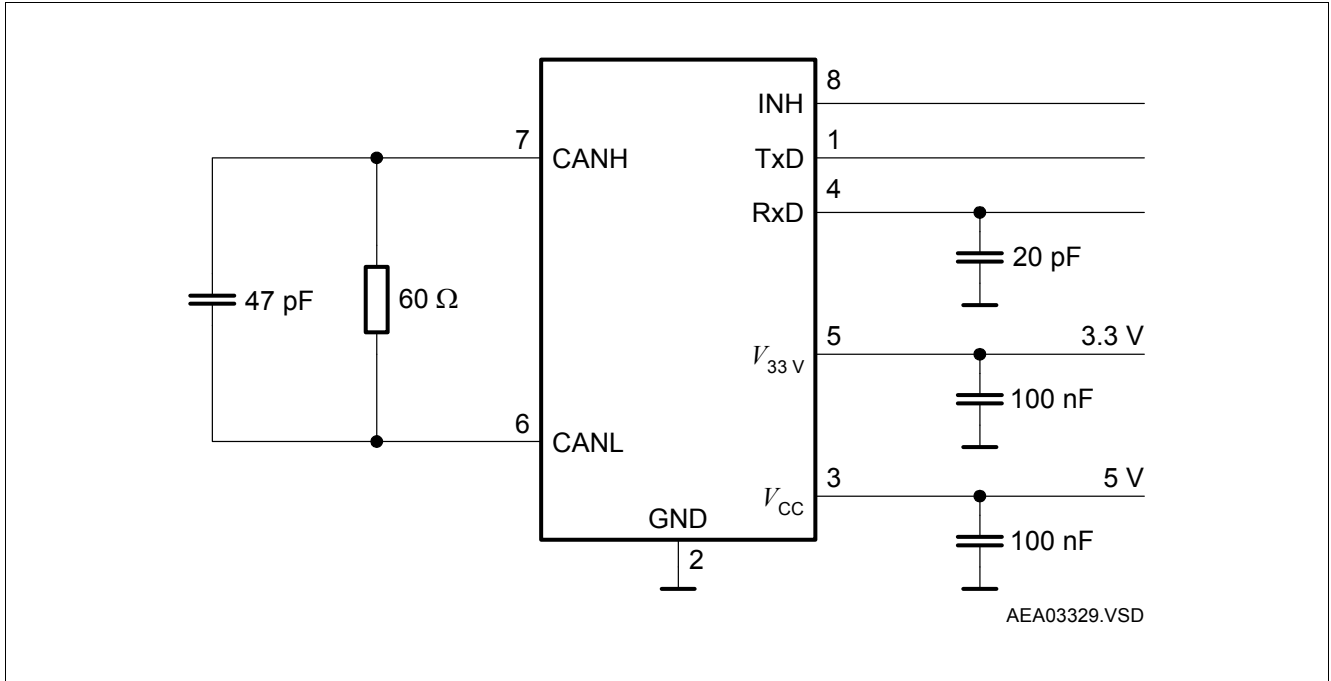 8
INH
1
7
CANH
TxD
4
RxD
20 pF
47 pF
60 Ω
5
3.3 V
V33 V
100 nF
6
CANL
3
5 V
VCC
GND
100 nF
2
AEA03329.VSD